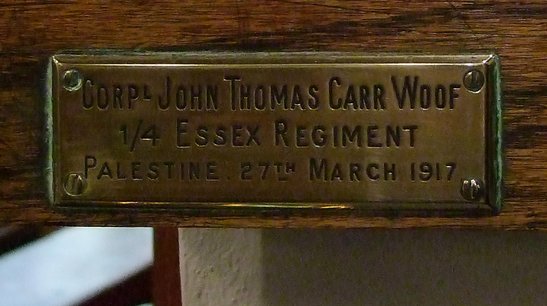 CORPL JOHN THOMAS CARR WOOF
1/4 ESSEX REGIMENT
PALESTINE. 27TH MARCH 1917